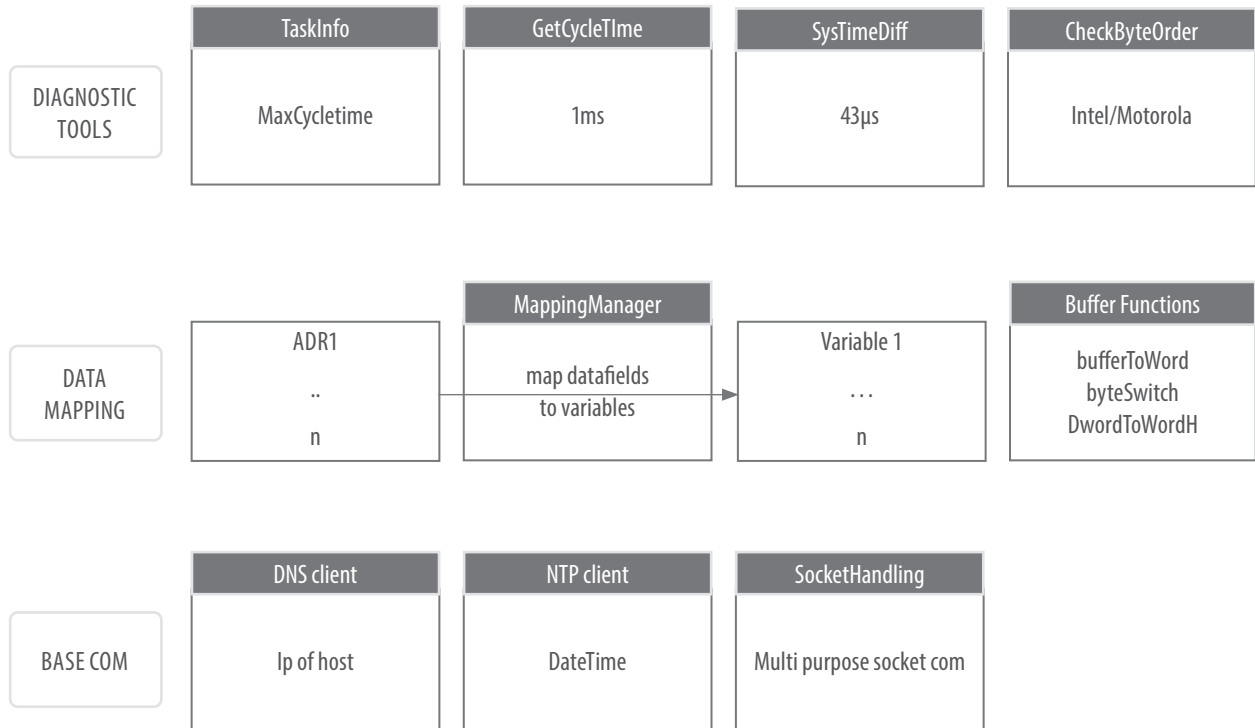 TaskInfo
GetCycleTIme
SysTimeDiff
CheckByteOrder
DIAGNOSTIC
TOOLS
MaxCycletime
1ms
43µs
Intel/Motorola
MappingManager
Buffer Functions
DATA
MAPPING
ADR1
..
n
map datafields
to variables
Variable 1
...
n
bufferToWord
byteSwitch
DwordToWordH
DNS client
NTP client
SocketHandling
BASE COM
Ip of host
DateTime
Multi purpose socket com